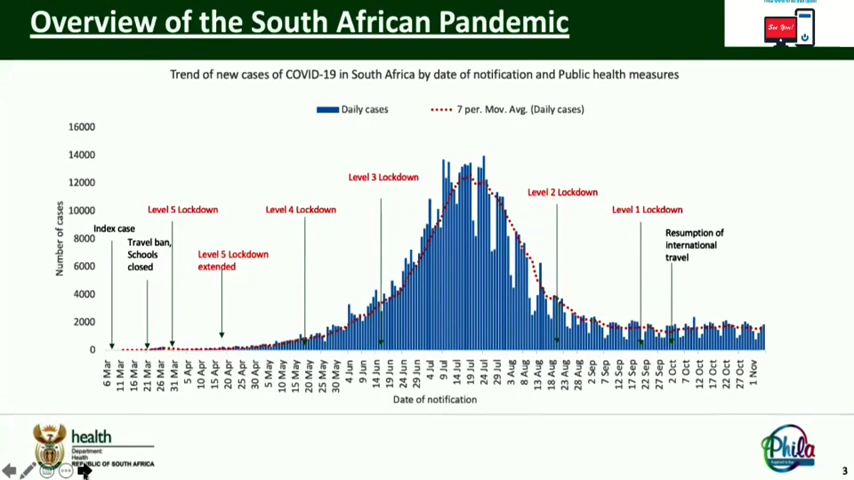 Overview of the South African Pandemic
See You!
Trend of new cases of COVID-19 in South Africa by date of notification and Public health measures
Daily cases
7 per. Mov. Avg. (Daily cases)
16000
14000
12000
10000
8000
6000
4000
2000
0
Number of cases
Index case
Travel ban,
Schools
closed
Level 5 Lockdown
Level 5 Lockdown
extended
Level 4 Lockdown
Level 3 Lockdown
Level 2 Lockdown
Level 1 Lockdown
Resumption of
international
travel
6 Mar
11 Mar
16 Mar
21 Mar
26 Mar
31 Mar
5 Apr
10 Apr
15 Apr
20 Apr
25 Apr
30 Apr
5 May
10 May
15 May
20 May
25 May
30 May
4 Jun
9 Jun
14 Jun
19 Jun
24 Jun
29 Jun
4 Jul
9 Jul
14 Jul
19 Jul
24 Jul
29 Jul
3 Aug
8 Aug
13 Aug
18 Aug
23 Aug
28 Aug
2 Sep
7 Sep
12 Sep
17 Sep
22 Sep
27 Sep
2 Oct
7 Oct
12 Oct
17 Oct
22 Oct
27 Oct
1 Nov
Date of notification
health
Department:
Health
REPUBLIC OF SOUTH AFRICA
Phila
3